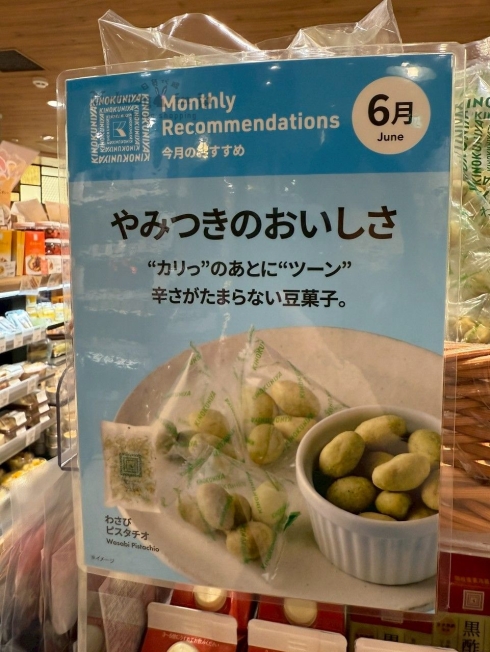 KINOKUNIYA
Monthly
Recommendations
今月のおすすめ
6月
June
やみつきのおいしさ
“カリっ”のあとに“ツーン”
辛さがたまらない豆菓子。
わさび
ピスタチオ
Wasabi Pistachio
※イメージ
黒酢